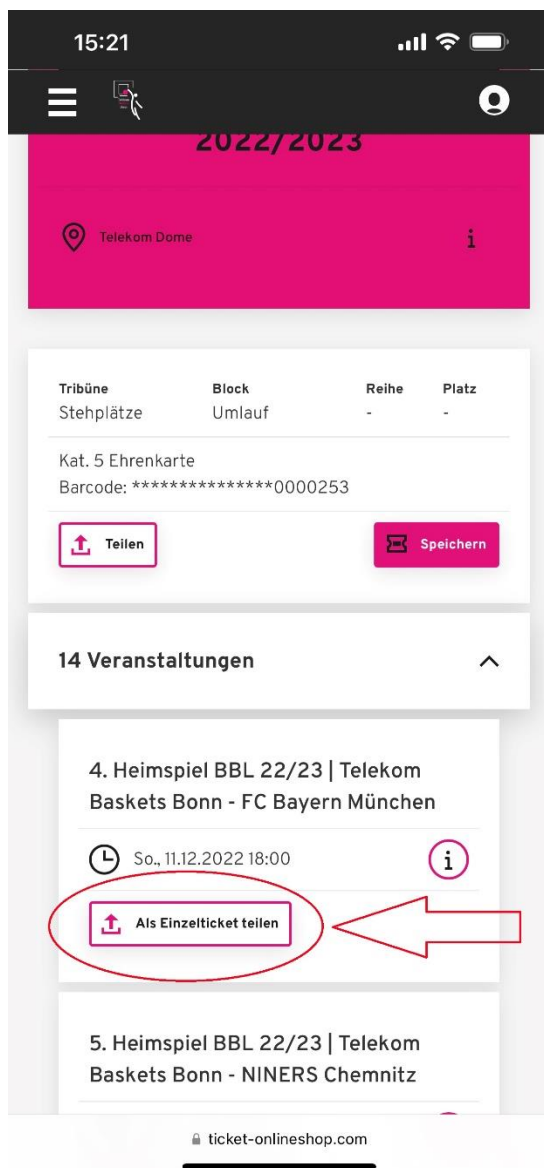 15:21
2022/2023
Telekom Dome
i
Tribüne Block Reihe Platz
Stehplätze Umlauf - -
Kat. 5 Ehrenkarte
Barcode: ***************0000253
Teilen Speichern
14 Veranstaltungen
4. Heimspiel BBL 22/23 | Telekom
Baskets Bonn - FC Bayern München
So., 11.12.2022 18:00
i
Als Einzelticket teilen
5. Heimspiel BBL 22/23 | Telekom
Baskets Bonn - NINERS Chemnitz
ticket-onlineshop.com